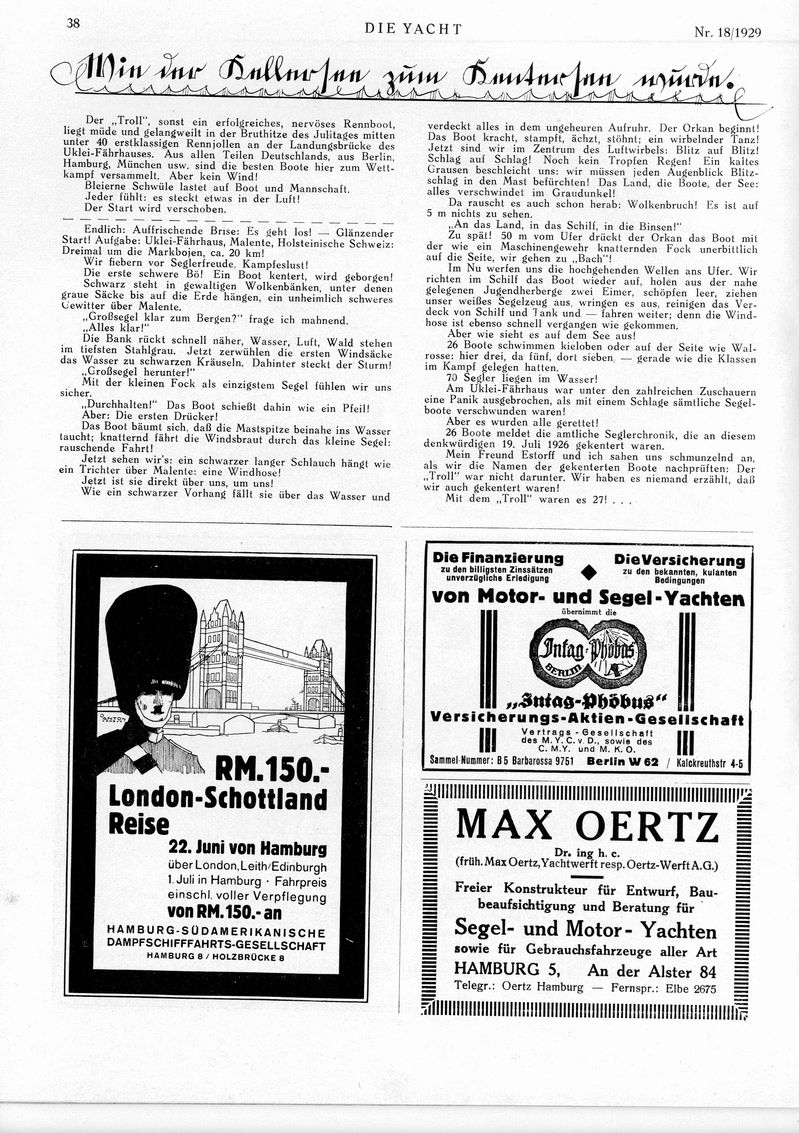 38
DIE YACHT
Nr. 18/1929
Wie der Kellersee zum Kentersee wurde.
Der „Troll", sonst ein erfolgreiches, nervöses Rennboot,
liegt müde und gelangweilt in der Bruthitze des Julitages mitten
unter 40 erstklassigen Rennjollen an der Landungsbrücke des
Uklei-Fährhauses. Aus allen Teilen Deutschlands, aus Berlin,
Hamburg, München usw. sind die besten Boote hier zum Wett-
kampf versammelt. Aber kein Wind!
Bleierne Schwüle lastet auf Boot und Mannschaft.
Jeder fühlt: es steckt etwas in der Luft!
Der Start wird verschoben.
Endlich: Auffrischende Brise: Es geht los! — Glänzender
Start! Aufgabe: Uklei-Fährhaus, Malente, Holsteinische Schweiz:
Dreimal um die Markbojen, ca. 20 km!
Wir fiebern vor Seglerfreude, Kampfeslust!
Die erste schwere Bö! Ein Boot kentert, wird geborgen!
Schwarz steht in gewaltigen Wolkenbänken, unter denen
graue Säcke bis auf die Erde hängen, ein unheimlich schweres
Gewitter über Malente.
„Großsegel klar zum Bergen?" frage ich mahnend.
„Alles klar!"
Die Bank rückt schnell näher, Wasser, Luft, Wald stehen
im tiefsten Stahlgrau. Jetzt zerwühlen die ersten Windsäcke
das Wasser zu schwarzen Kräuseln. Dahinter steckt der Sturm!
„Großsegel herunter!"
Mit der kleinen Fock als einzigstem Segel fühlen wir uns
sicher.
„Durchhalten!" Das Boot schießt dahin wie ein Pfeil!
Aber: Die ersten Drücker!
Das Boot bäumt sich, daß die Mastspitze beinahe ins Wasser
taucht; knatternd fährt die Windsbraut durch das kleine Segel:
rauschende Fahrt!
Jetzt sehen wir's: ein schwarzer langer Schlauch hängt wie
ein Trichter über Malente: eine Windhose!
Jetzt ist sie direkt über uns, um uns!
Wie ein schwarzer Vorhang fällt sie über das Wasser und
verdeckt alles in dem ungeheuren Aufruhr. Der Orkan beginnt!
Das Boot kracht, stampft, ächzt, stöhnt; ein wirbelnder Tanz!
Jetzt sind wir im Zentrum des Luftwirbels: Blitz auf Blitz!
Schlag auf Schlag! Noch kein Tropfen Regen! Ein kaltes
Grausen beschleicht uns: wir müssen jeden Augenblick Blitz-
schlag in den Mast befürchten! Das Land, die Boote, der See:
alles verschwindet im Graudunkel!
Da rauscht es auch schon herab: Wolkenbruch! Es ist auf
5 m nichts zu sehen.
„An das Land, in das Schilf, in die Binsen!"
Zu spät! 50 m vom Ufer drückt der Orkan das Boot mit
der wie ein Maschinengewehr knatternden Fock unerbittlich
auf die Seite, wir gehen zu „Bach"!
Im Nu werfen uns die hochgehenden Wellen ans Ufer. Wir
richten im Schilf das Boot wieder auf, holen aus der nahe
gelegenen Jugendherberge zwei Eimer, schöpfen leer, ziehen
unser weißes Segelzeug aus, wringen es aus, reinigen das Ver-
deck von Schilf und Tank und — fahren weiter; denn die Wind-
hose ist ebenso schnell vergangen wie gekommen.
Aber wie sieht es auf dem See aus!
26 Boote schwimmen kieloben oder auf der Seite wie Wal-
rosse: hier drei, da fünf, dort sieben, — gerade wie die Klassen
im Kampf gelegen hatten.
70 Segler liegen im Wasser!
Am Uklei-Fährhaus war unter den zahlreichen Zuschauern
eine Panik ausgebrochen, als mit einem Schlage sämtliche Segel-
boote verschwunden waren!
Aber es wurden alle gerettet!
26 Boote meldet die amtliche Seglerchronik, die an diesem
denkwürdigen 19. Juli 1926 gekentert waren.
Mein Freund Estorff und ich sahen uns schmunzelnd an,
als wir die Namen der gekenterten Boote nachprüften: Der
„Troll" war nicht darunter. Wir haben es niemand erzählt, daß
wir auch gekentert waren!
Mit dem „Troll" waren es 27! . . .
RM.150.-
London-Schottland
Reise
22. Juni von Hamburg
über London, Leith/Edinburgh
1. Juli in Hamburg · Fahrpreis
einschl. voller Verpflegung
von RM.150.- an
HAMBURG-SÜDAMERIKANISCHE
DAMPFSCHIFFFAHRTS-GESELLSCHAFT
HAMBURG 8 / HOLZBRÜCKE 8
Die Finanzierung
zu den billigsten Zinssätzen
unverzügliche Erledigung
Die Versicherung
zu den bekannten, kulanten
Bedingungen
von Motor- und Segel-Yachten
übernimmt die
Intag-Phöbus
BERLIN
„Intag-Phöbus"
Versicherungs-Aktien-Gesellschaft
Vertrags-Gesellschaft
des M.Y.C. v. D., sowie des
C.M.Y. und M.K.O.
Sammel-Nummer: B 5 Barbarossa 9751 Berlin W 62 / Kalckreuthstr 4-5
MAX OERTZ
Dr. ing h. c.
(früh. Max Oertz, Yachtwerft resp. Oertz-Werft A.G.)
Freier Konstrukteur für Entwurf, Bau-
beaufsichtigung und Beratung für
Segel- und Motor-Yachten
sowie für Gebrauchsfahrzeuge aller Art
HAMBURG 5, An der Alster 84
Telegr.: Oertz Hamburg — Fernspr.: Elbe 2675